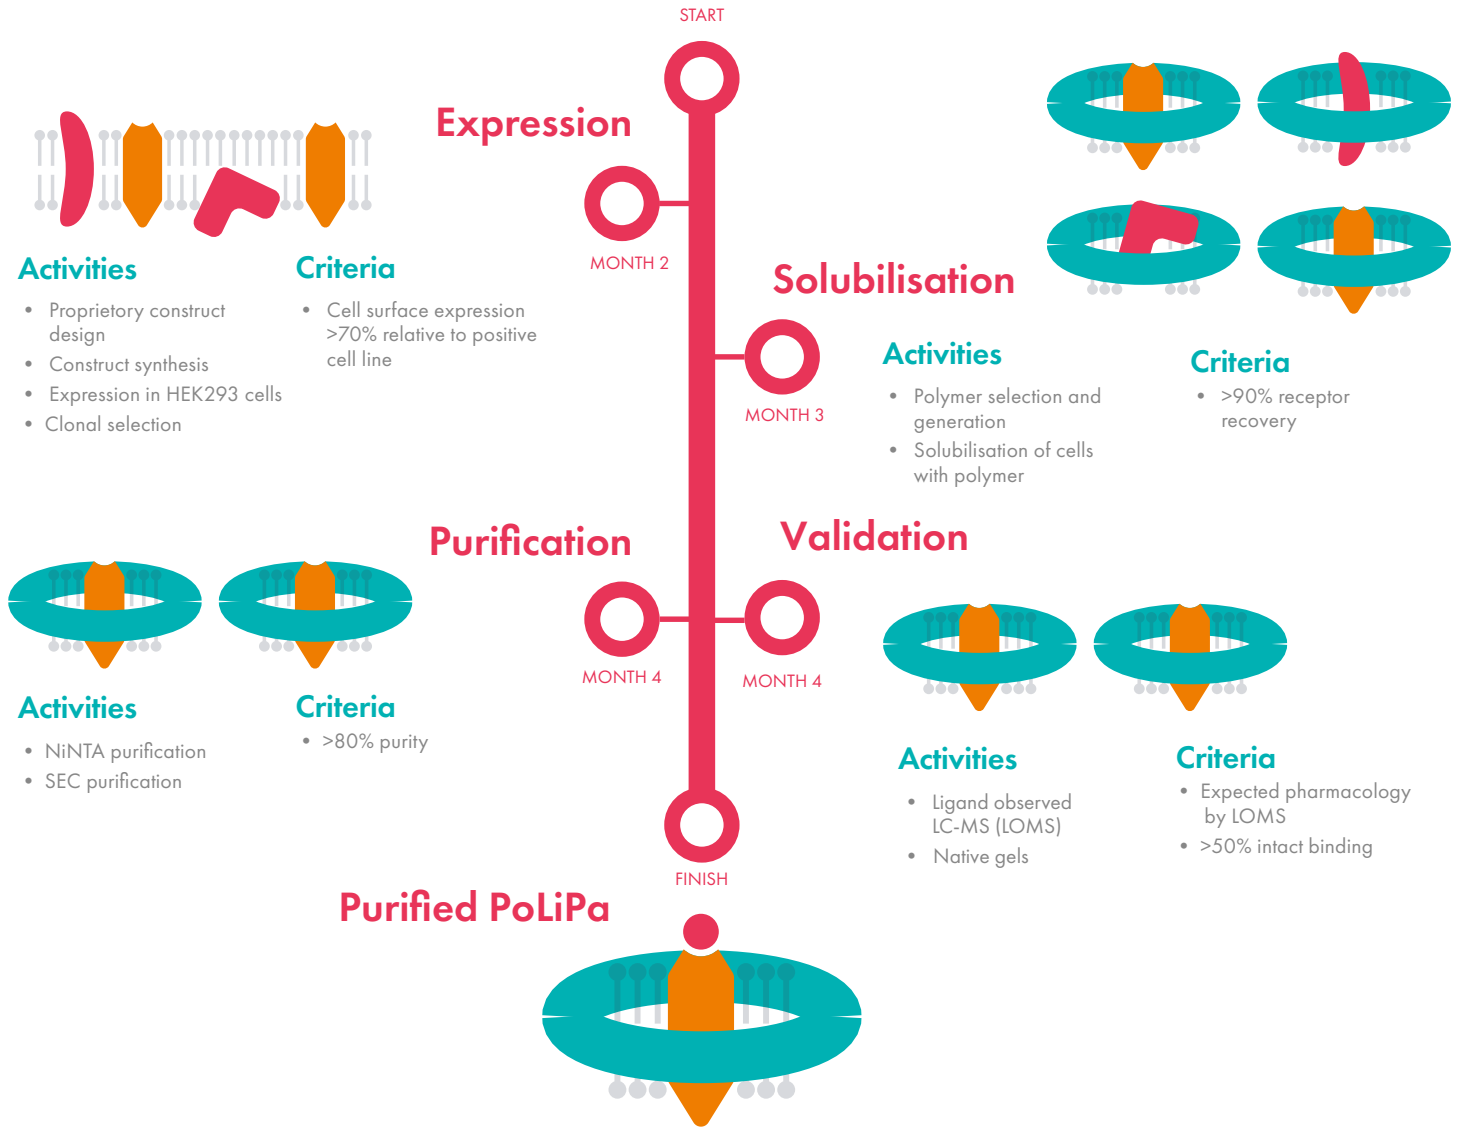 START
Expression
MONTH 2
Activities
• Proprietory construct
design
• Construct synthesis
• Expression in HEK293 cells
• Clonal selection
Criteria
• Cell surface expression
>70% relative to positive
cell line
Solubilisation
MONTH 3
Activities
• Polymer selection and
generation
• Solubilisation of cells
with polymer
Criteria
• >90% receptor
recovery
Purification
MONTH 4
Activities
• NiNTA purification
• SEC purification
Criteria
• >80% purity
Validation
MONTH 4
Activities
• Ligand observed
LC-MS (LOMS)
• Native gels
Criteria
• Expected pharmacology
by LOMS
• >50% intact binding
FINISH
Purified PoLiPa